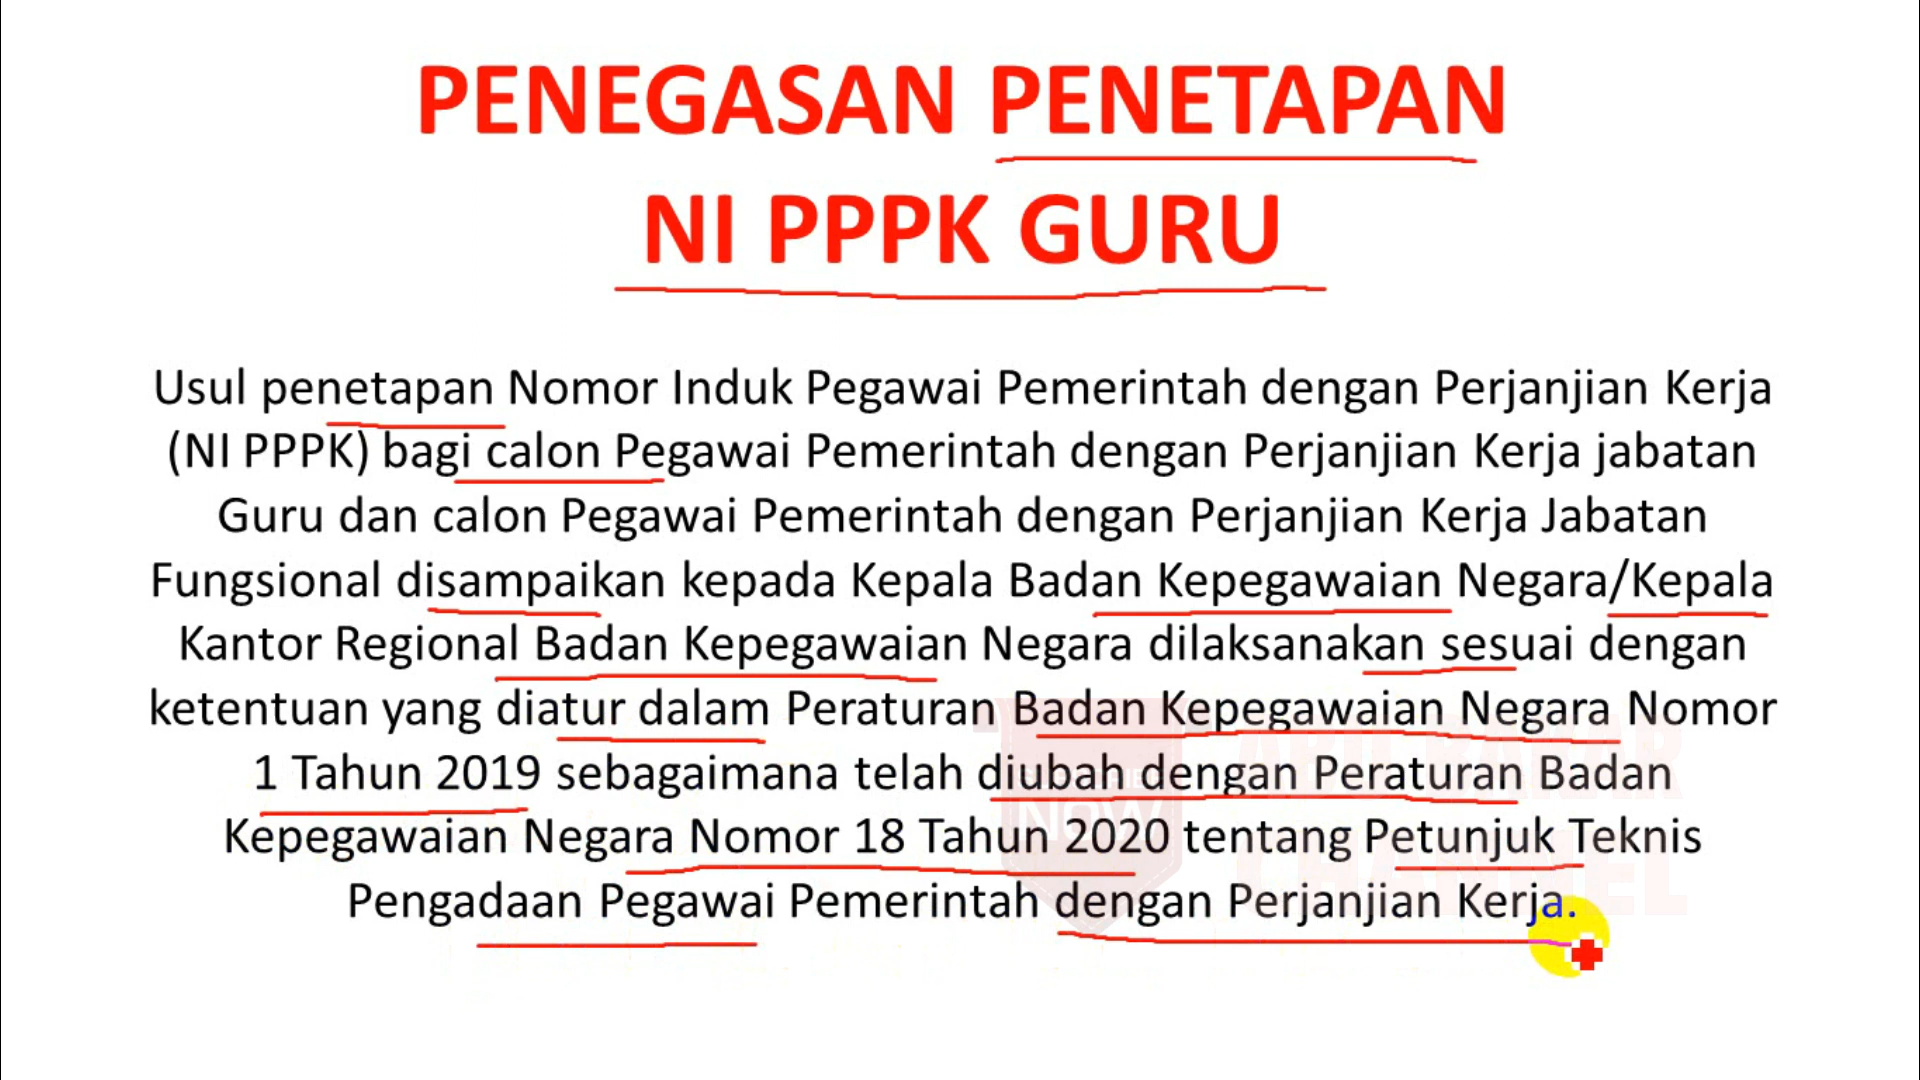 PENEGASAN PENETAPAN
NI PPPK GURU
Usul penetapan Nomor Induk Pegawai Pemerintah dengan Perjanjian Kerja
(NI PPPK) bagi calon Pegawai Pemerintah dengan Perjanjian Kerja jabatan
Guru dan calon Pegawai Pemerintah dengan Perjanjian Kerja Jabatan
Fungsional disampaikan kepada Kepala Badan Kepegawaian Negara/Kepala
Kantor Regional Badan Kepegawaian Negara dilaksanakan sesuai dengan
ketentuan yang diatur dalam Peraturan Badan Kepegawaian Negara Nomor
1 Tahun 2019 sebagaimana telah diubah dengan Peraturan Badan
Kepegawaian Negara Nomor 18 Tahun 2020 tentang Petunjuk Teknis
Pengadaan Pegawai Pemerintah dengan Perjanjian Kerja.
NOW
CHANNEL